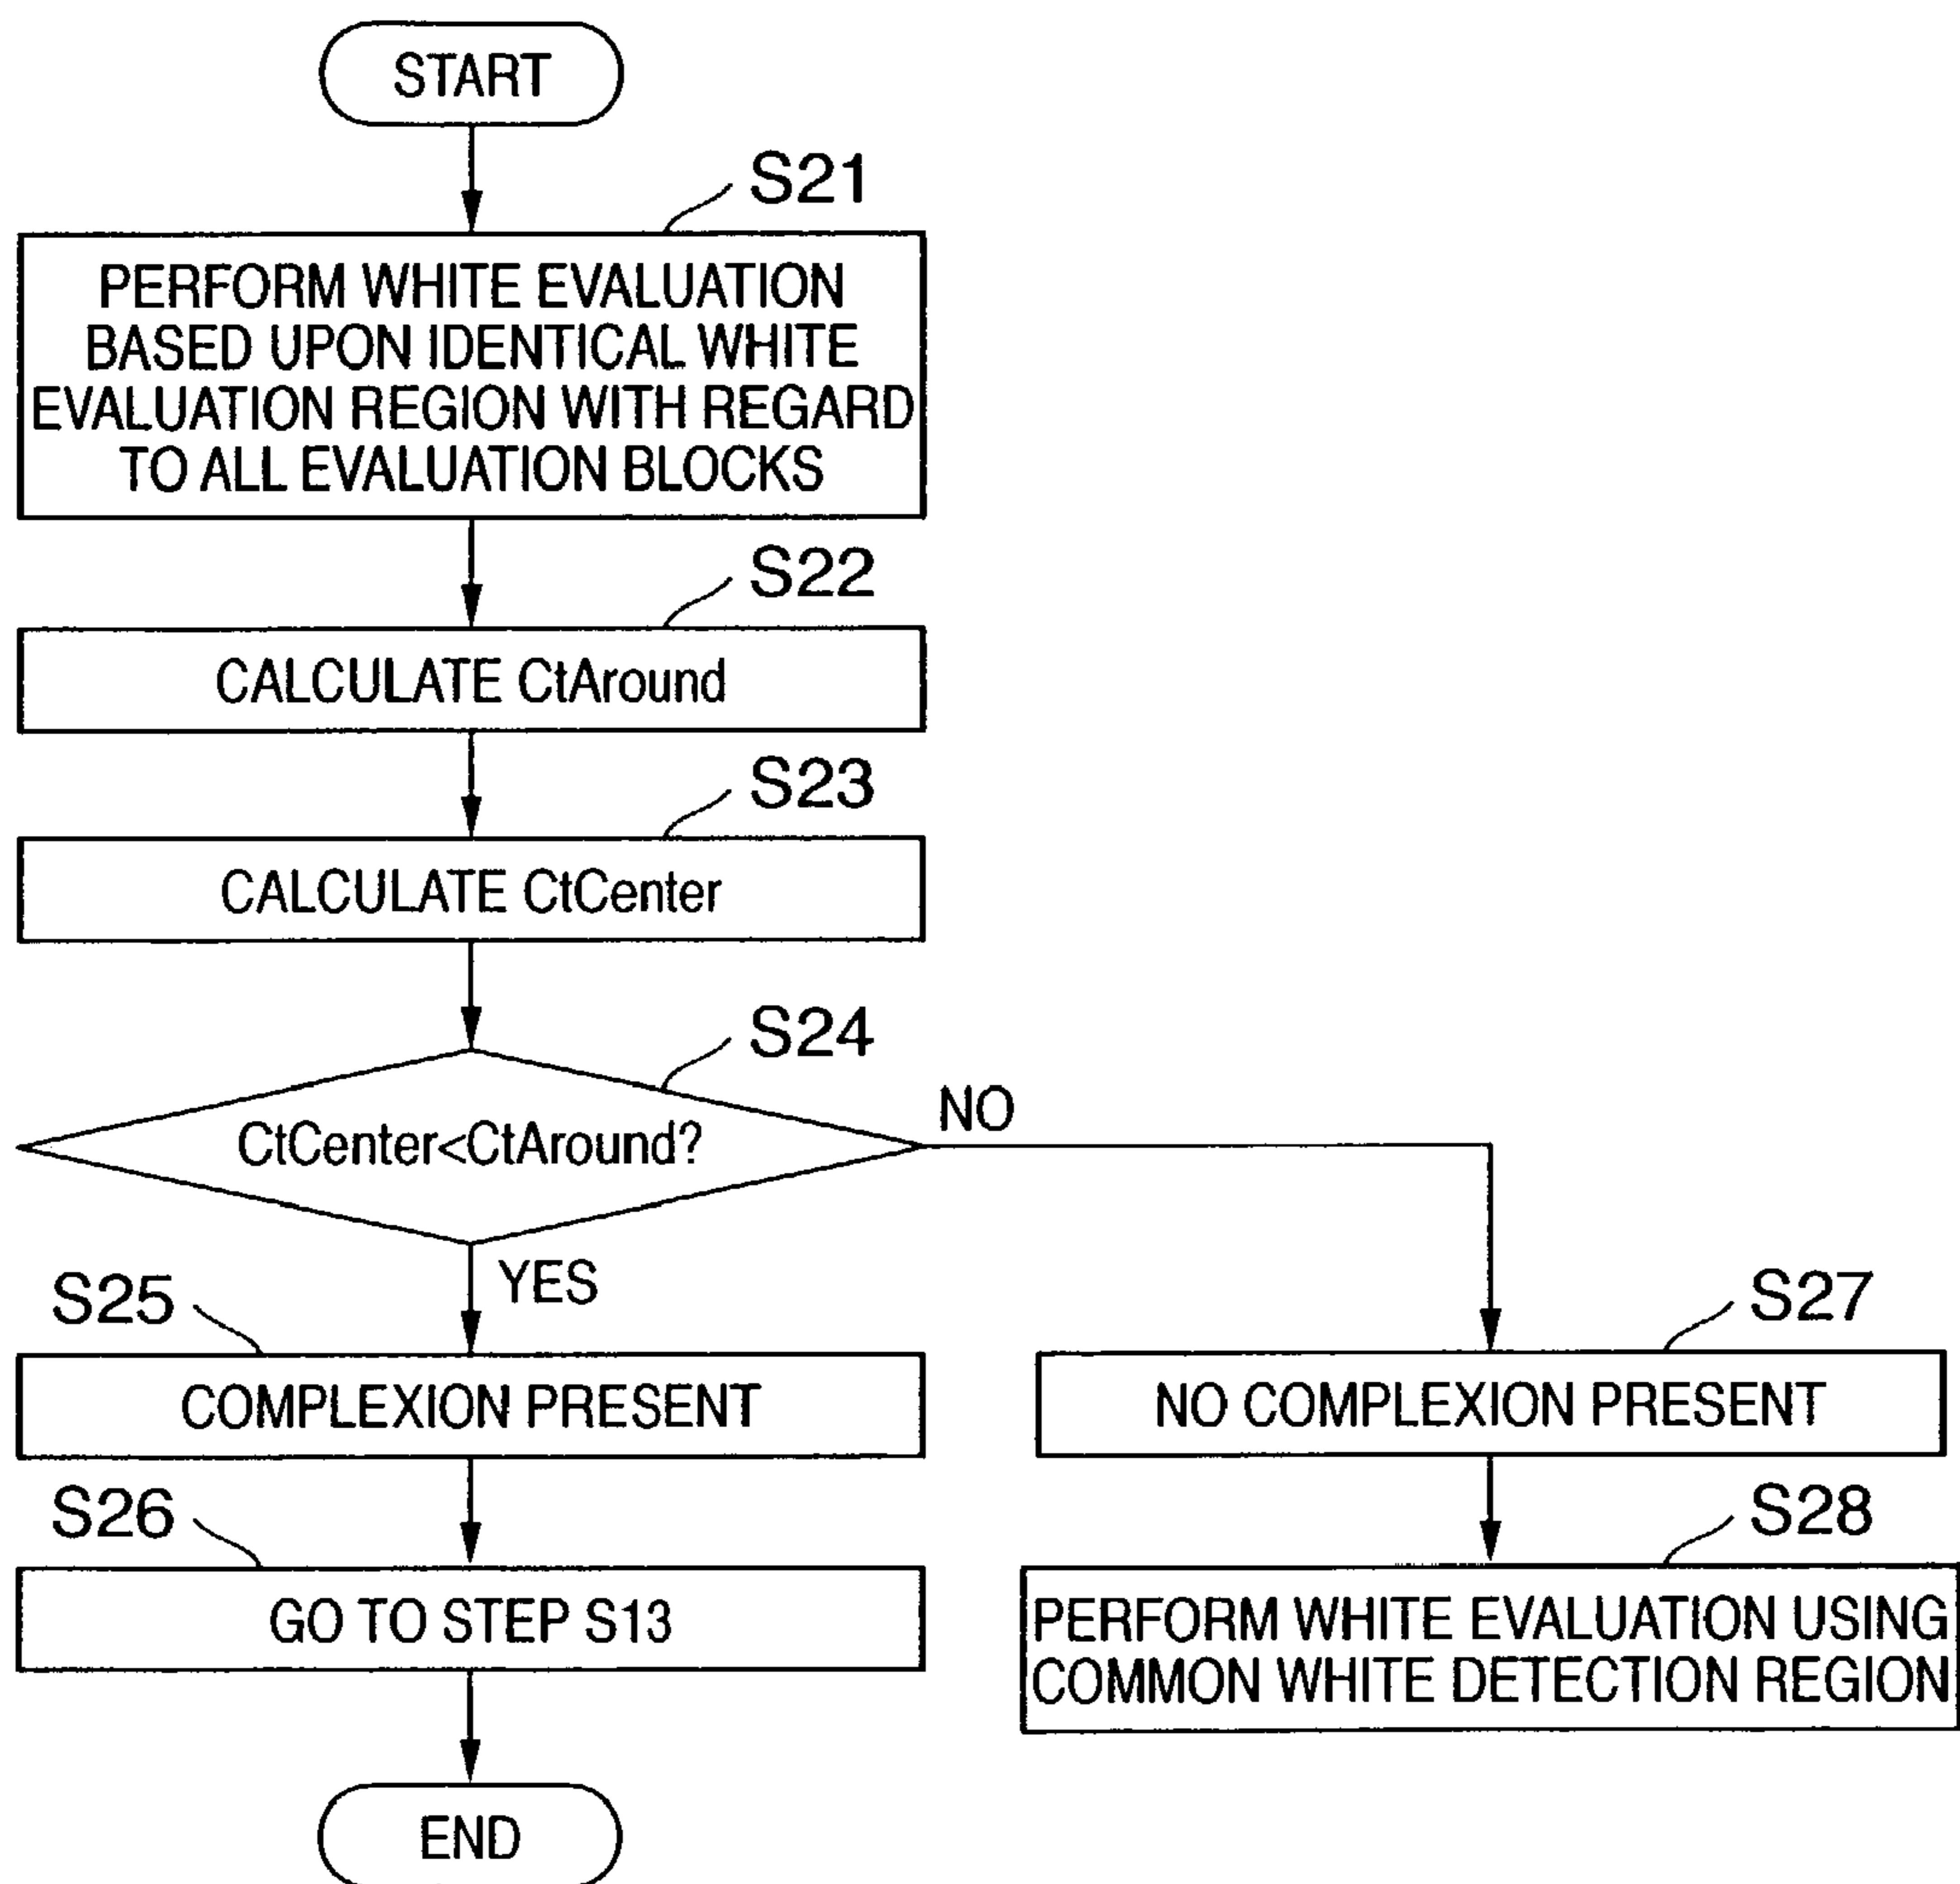 START
S21
PERFORM WHITE EVALUATION
BASED UPON IDENTICAL WHITE
EVALUATION REGION WITH REGARD
TO ALL EVALUATION BLOCKS
S22
CALCULATE CtAround
S23
CALCULATE CtCenter
S24
CtCenter<CtAround?
NO
YES
S25
COMPLEXION PRESENT
S27
NO COMPLEXION PRESENT
S26
GO TO STEP S13
S28
PERFORM WHITE EVALUATION USING
COMMON WHITE DETECTION REGION
END